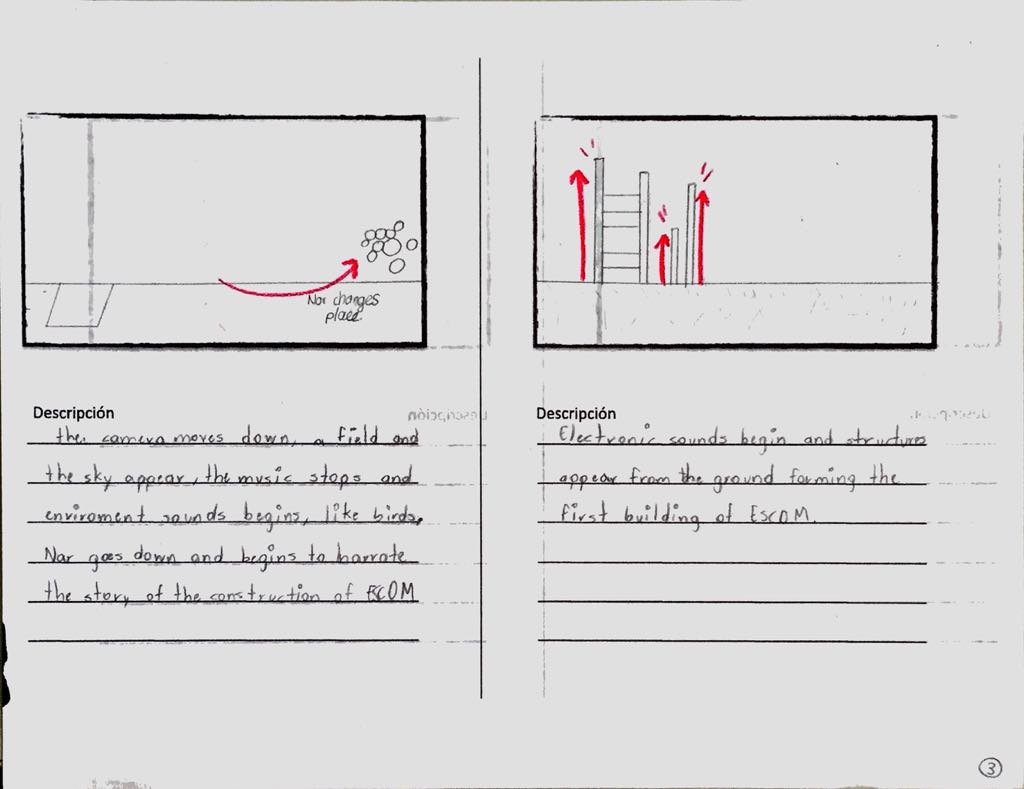 Nar changes
place.
Descripción
the camera moves down, a field and
the sky appear, the music stops and
enviroment sounds begins, like birds.
Nar goes down and begins to barrate
the story of the construction of ESCOM
Descripción
Electronic sounds begin and structures
appear from the ground forming the
first building of ESCOM.
3